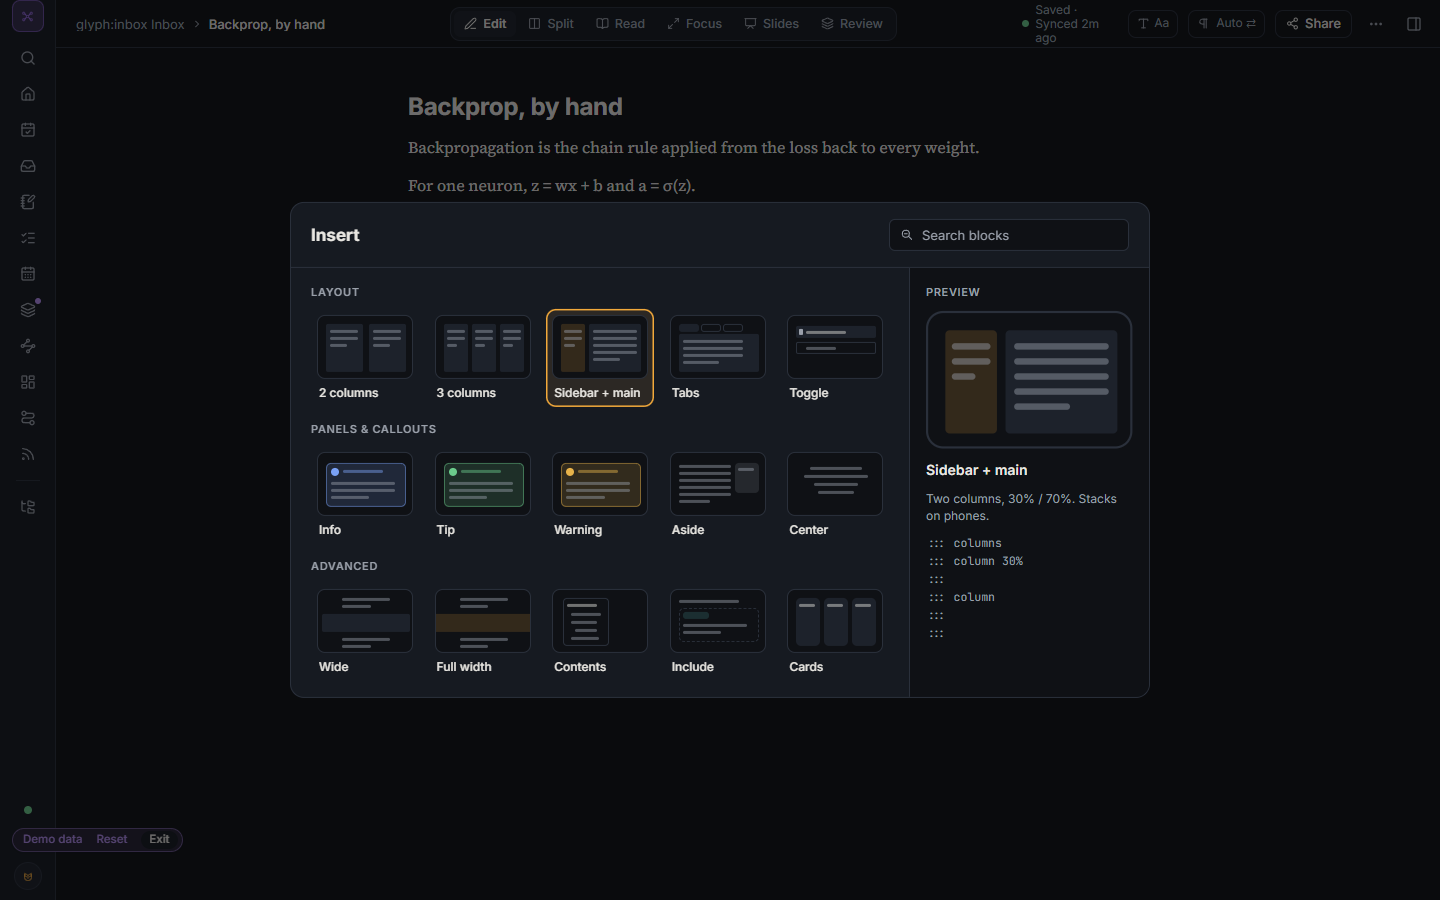 glyph:inbox Inbox > Backprop, by hand
Edit
Split
Read
Focus
Slides
Review
Saved ·
Synced 2m
ago
Aa
Auto
Share
Backprop, by hand
Backpropagation is the chain rule applied from the loss back to every weight.
For one neuron, z = wx + b and a = σ(z).
Insert
Search blocks
LAYOUT
2 columns
3 columns
Sidebar + main
Tabs
Toggle
PANELS & CALLOUTS
Info
Tip
Warning
Aside
Center
ADVANCED
Wide
Full width
Contents
Include
Cards
PREVIEW
Sidebar + main
Two columns, 30% / 70%. Stacks
on phones.
::: columns
::: column 30%
:::
::: column
:::
:::
Demo data
Reset
Exit